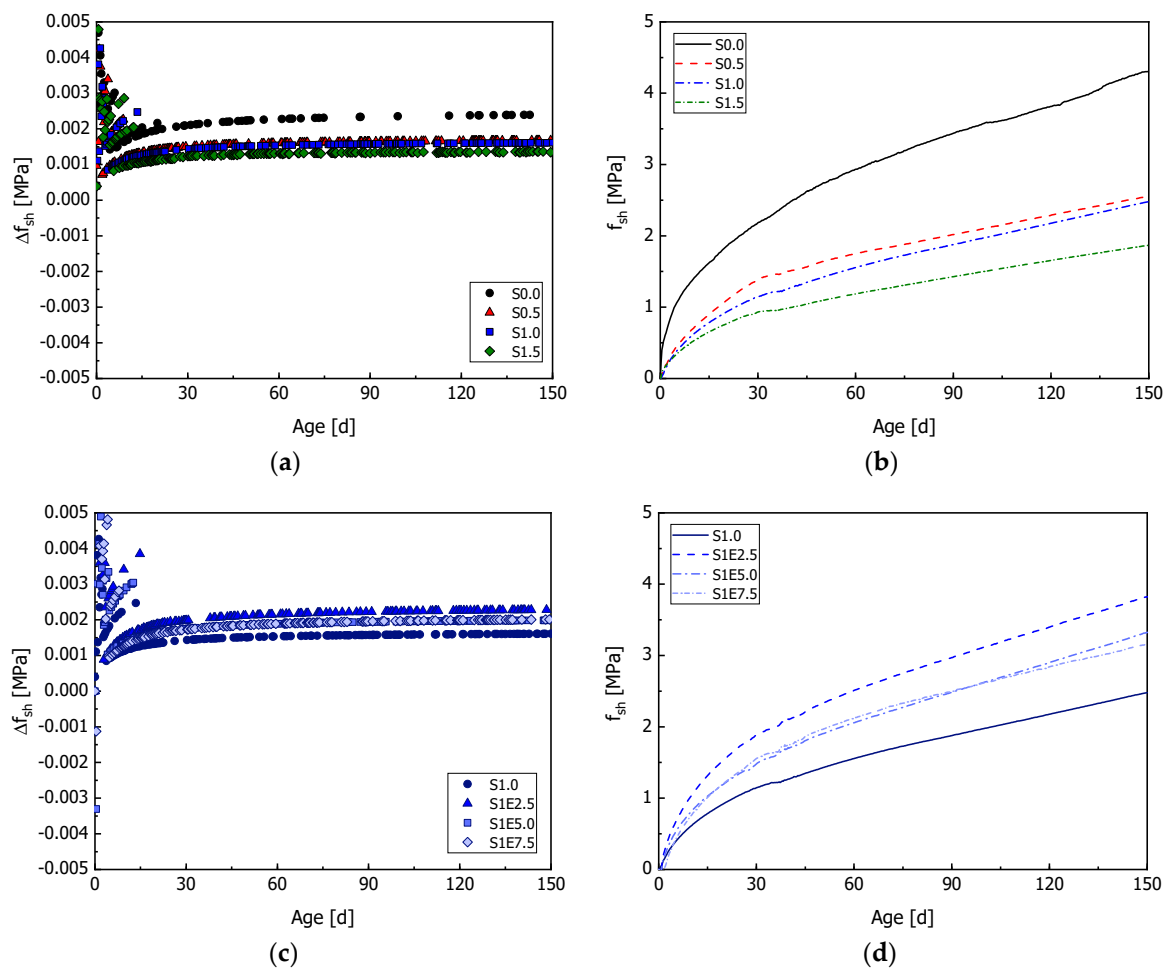 0.005
0.004
0.003
0.002
0.001
0.000
-0.001
-0.002
-0.003
-0.004
-0.005
Δf_sh [MPa]
S0.0
S0.5
S1.0
S1.5
0 30 60 90 120 150
Age [d]
(a)
5
4
3
2
1
0
f_sh [MPa]
S0.0
S0.5
S1.0
S1.5
0 30 60 90 120 150
Age [d]
(b)
0.005
0.004
0.003
0.002
0.001
0.000
-0.001
-0.002
-0.003
-0.004
-0.005
Δf_sh [MPa]
S1.0
S1E2.5
S1E5.0
S1E7.5
0 30 60 90 120 150
Age [d]
(c)
5
4
3
2
1
0
f_sh [MPa]
S1.0
S1E2.5
S1E5.0
S1E7.5
0 30 60 90 120 150
Age [d]
(d)